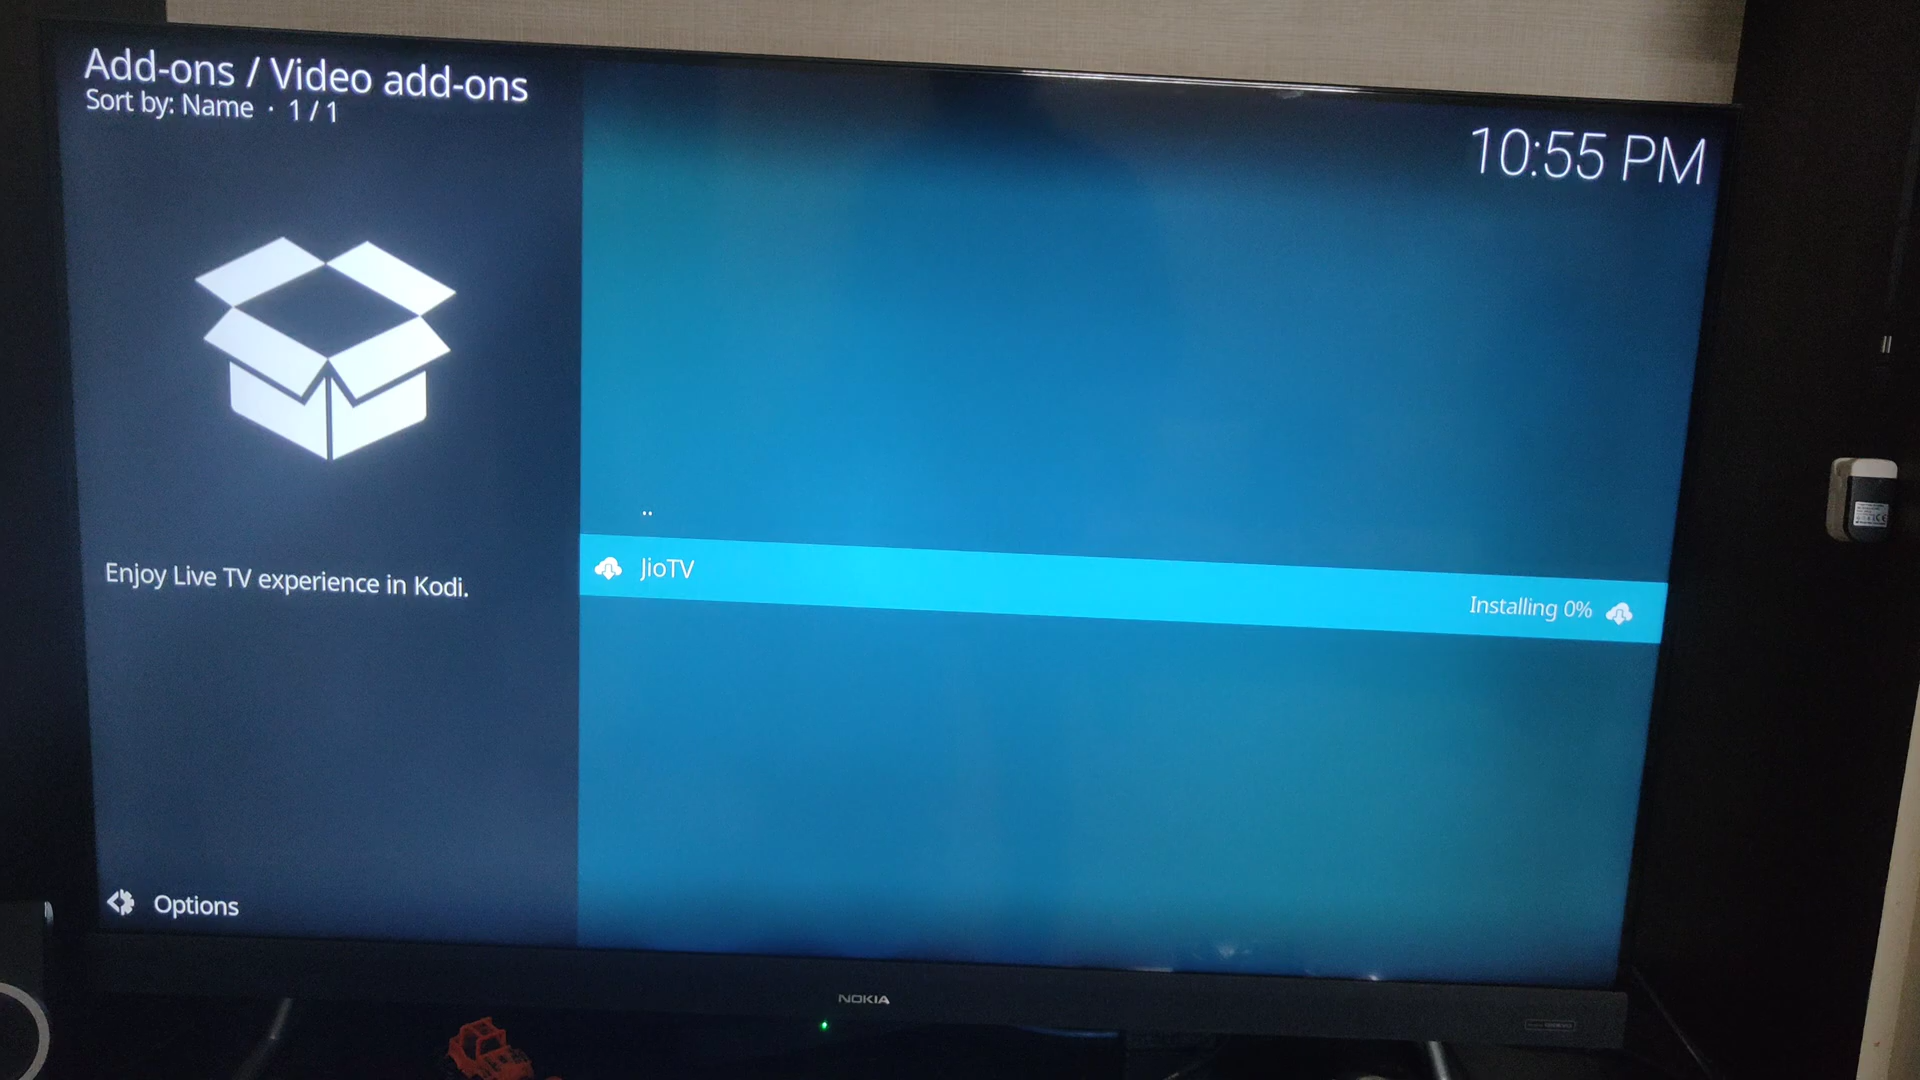 Add-ons / Video add-ons
Sort by: Name · 1 / 1
10:55 PM
..
JioTV
Installing 0%
Enjoy Live TV experience in Kodi.
Options
NOKIA